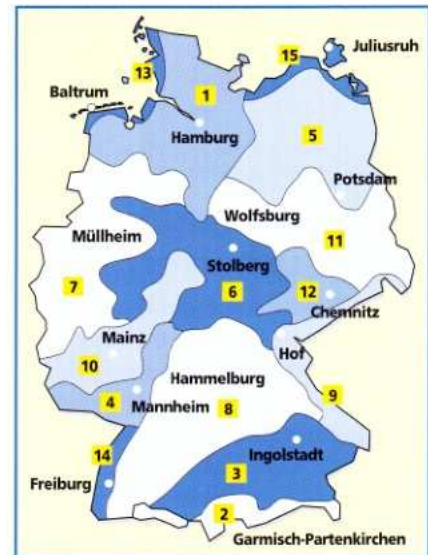 15
Juliusruh
13
Baltrum
1
Hamburg
5
Potsdam
Wolfsburg
Müllheim
11
Stolberg
7
6
12
Chemnitz
Mainz
Hof
10
Hammelburg
4
Mannheim
8
9
14
Ingolstadt
3
Freiburg
2
Garmisch-Partenkirchen